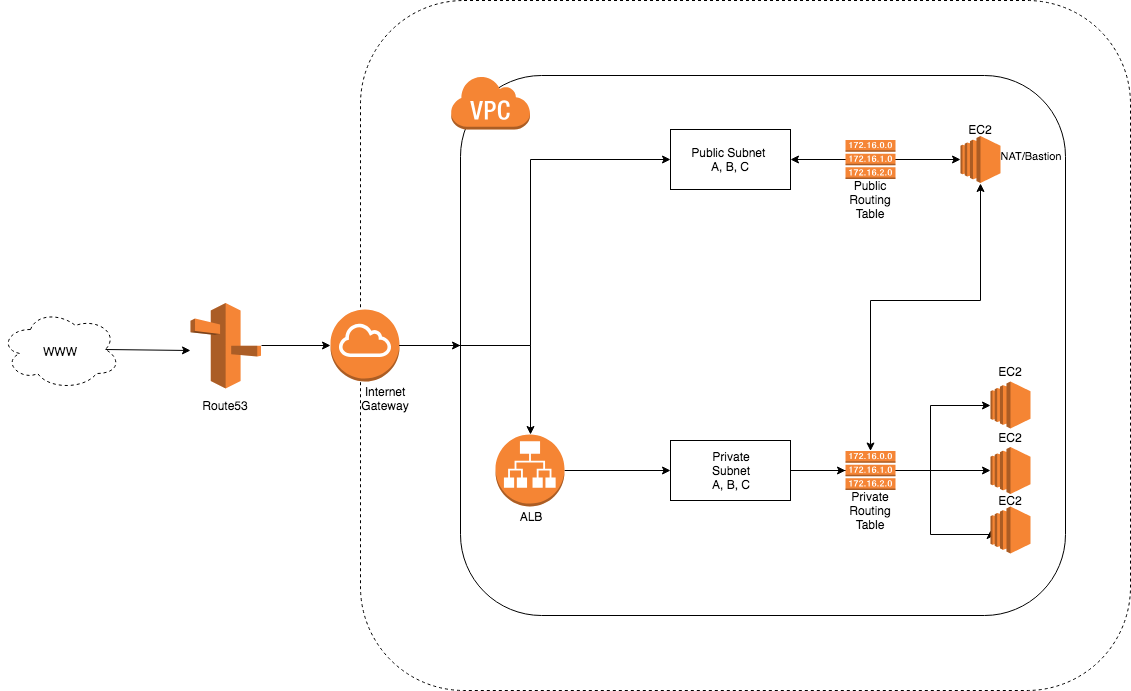 VPC
EC2
NAT/Bastion
Public Subnet
A, B, C
172.16.0.0
172.16.1.0
172.16.2.0
Public
Routing
Table
WWW
Route53
Internet
Gateway
ALB
Private
Subnet
A, B, C
172.16.0.0
172.16.1.0
172.16.2.0
Private
Routing
Table
EC2
EC2
EC2